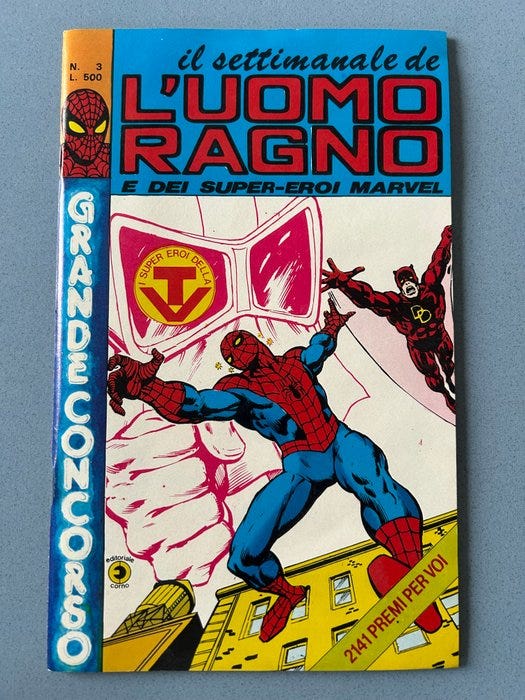 N. 3
L. 500
il settimanale de
L'UOMO
RAGNO
E DEI SUPER-EROI MARVEL
GRANDE CONCORSO
I SUPER EROI DELLA
TV
DD
editoriale
corno
2141 PREMI PER VOI